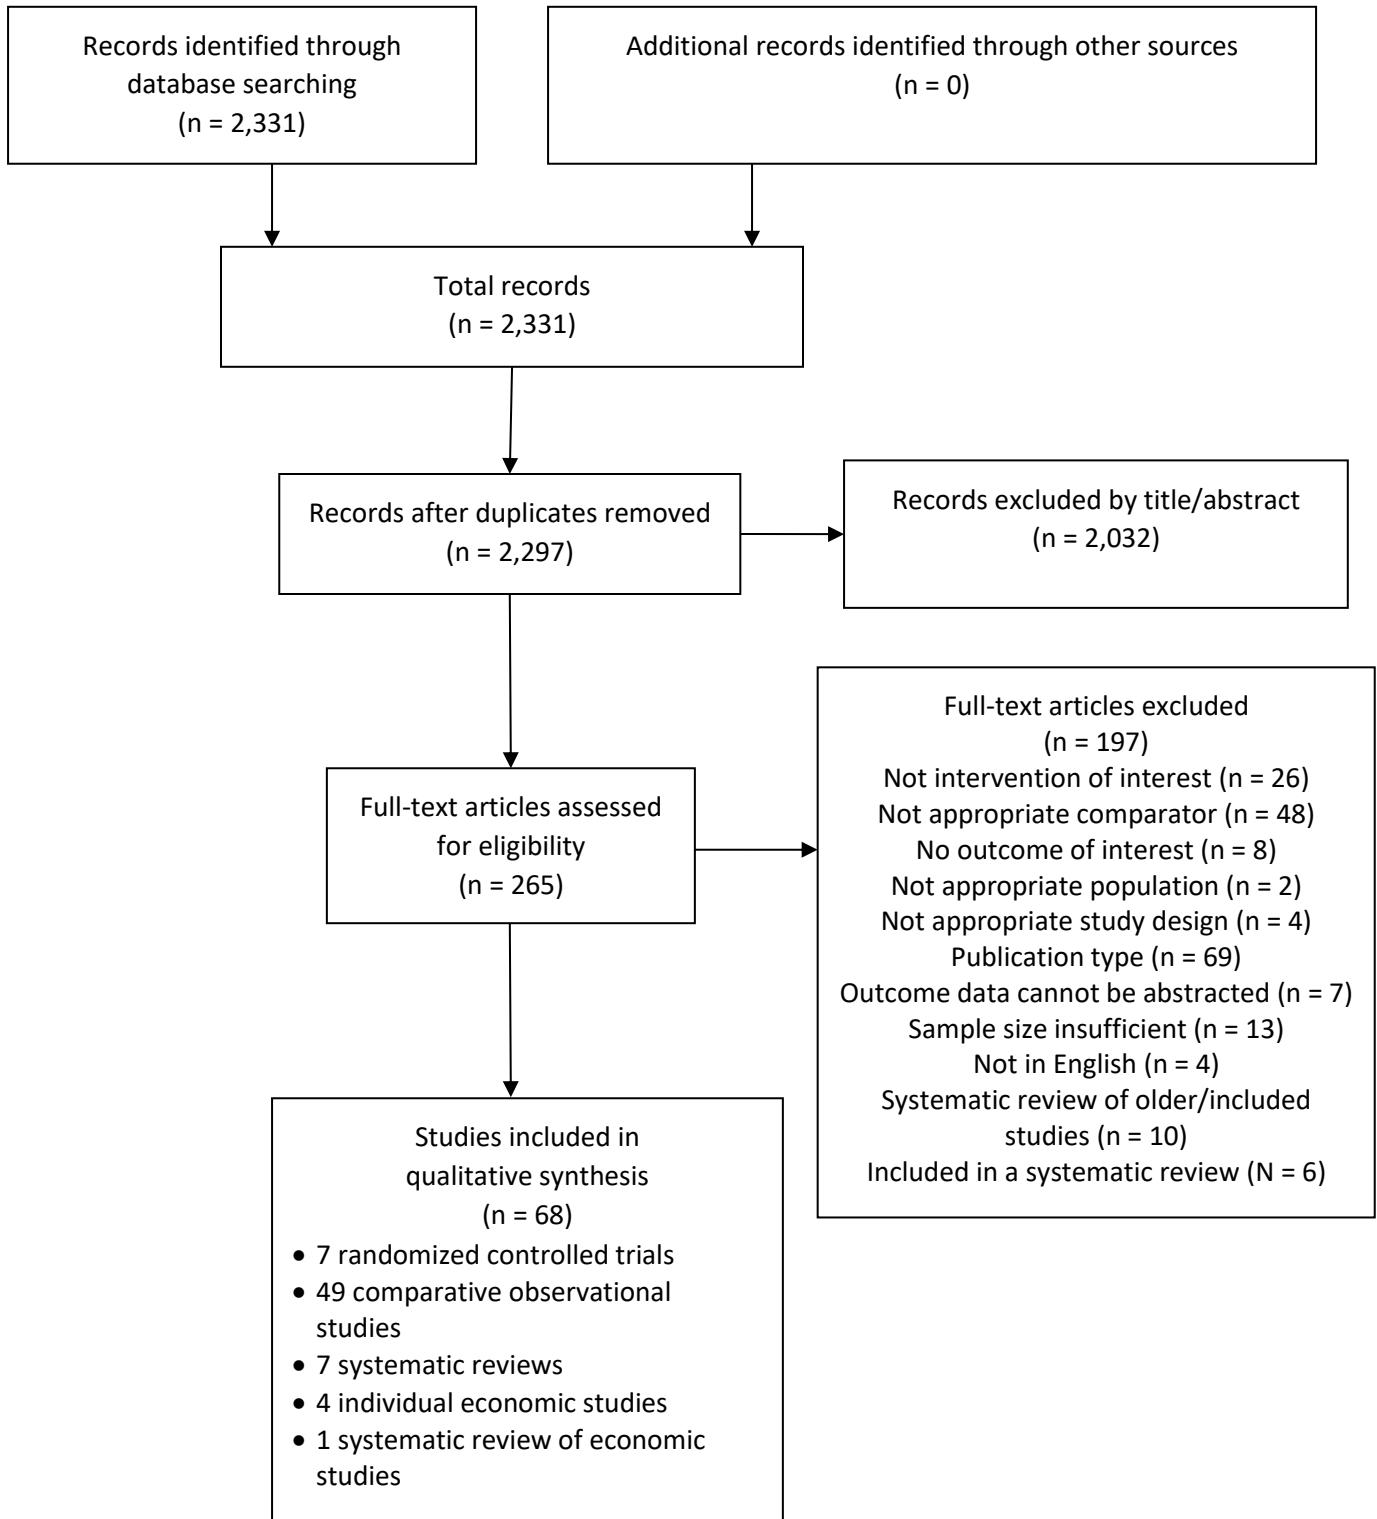 Records identified through
database searching
(n = 2,331)
Additional records identified through other sources
(n = 0)
Total records
(n = 2,331)
Records after duplicates removed
(n = 2,297)
Records excluded by title/abstract
(n = 2,032)
Full-text articles assessed
for eligibility
(n = 265)
Full-text articles excluded
(n = 197)
Not intervention of interest (n = 26)
Not appropriate comparator (n = 48)
No outcome of interest (n = 8)
Not appropriate population (n = 2)
Not appropriate study design (n = 4)
Publication type (n = 69)
Outcome data cannot be abstracted (n = 7)
Sample size insufficient (n = 13)
Not in English (n = 4)
Systematic review of older/included
studies (n = 10)
Included in a systematic review (N = 6)
Studies included in
qualitative synthesis
(n = 68)
• 7 randomized controlled trials
• 49 comparative observational
studies
• 7 systematic reviews
• 4 individual economic studies
• 1 systematic review of economic
studies